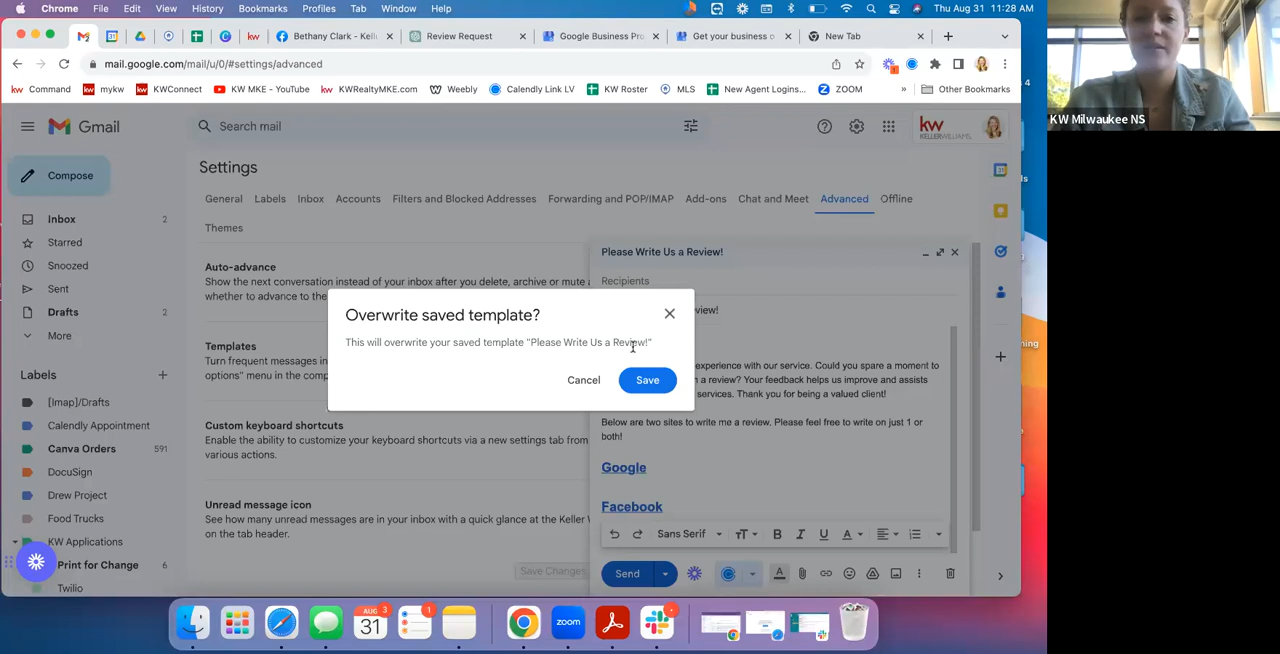 Chrome File Edit View History Bookmarks Profiles Tab Window Help
Thu Aug 31 11:28 AM
Bethany Clark - Kell
Review Request
Google Business Pro
Get your business o
New Tab
mail.google.com/mail/u/0/#settings/advanced
kw Command
mykw
KWConnect
KW MKE - YouTube
KWRealtyMKE.com
Weebly
Calendly Link LV
KW Roster
MLS
New Agent Logins...
ZOOM
»
Other Bookmarks
KW Milwaukee NS
Gmail
Search mail
kw
KELLERWILLIAMS
Compose
Settings
General Labels Inbox Accounts Filters and Blocked Addresses Forwarding and POP/IMAP Add-ons Chat and Meet Advanced Offline
Themes
Inbox 2
Starred
Snoozed
Sent
Drafts 2
More
Labels
[Imap]/Drafts
Calendly Appointment
Canva Orders 591
DocuSign
Drew Project
Food Trucks
KW Applications
Print for Change 6
Twilio
Auto-advance
Show the next conversation instead of your inbox after you delete, archive or mute a
whether to advance to the
Templates
Turn frequent messages in
options" menu in the comp
Custom keyboard shortcuts
Enable the ability to customize your keyboard shortcuts via a new settings tab from
various actions.
Unread message icon
See how many unread messages are in your inbox with a quick glance at the Keller W
on the tab header.
Save Changes
Please Write Us a Review!
Recipients
view!
experience with our service. Could you spare a moment to
n a review? Your feedback helps us improve and assists
services. Thank you for being a valued client!
Below are two sites to write me a review. Please feel free to write on just 1 or
both!
Google
Facebook
Sans Serif
Send
Overwrite saved template?
This will overwrite your saved template "Please Write Us a Review!"
Cancel
Save
AUG 3
31
1
zoom